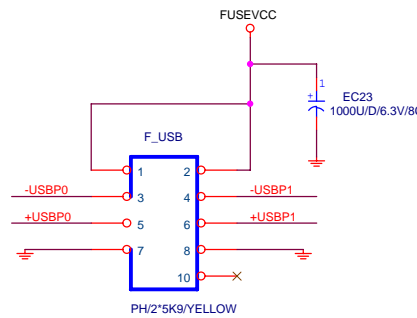 FUSEVCC
1
+
EC23
1000U/D/6.3V/8
F_USB
1 2
-USBP0 3 4 -USBP1
+USBP0 5 6 +USBP1
7 8
10
PH/2*5K9/YELLOW